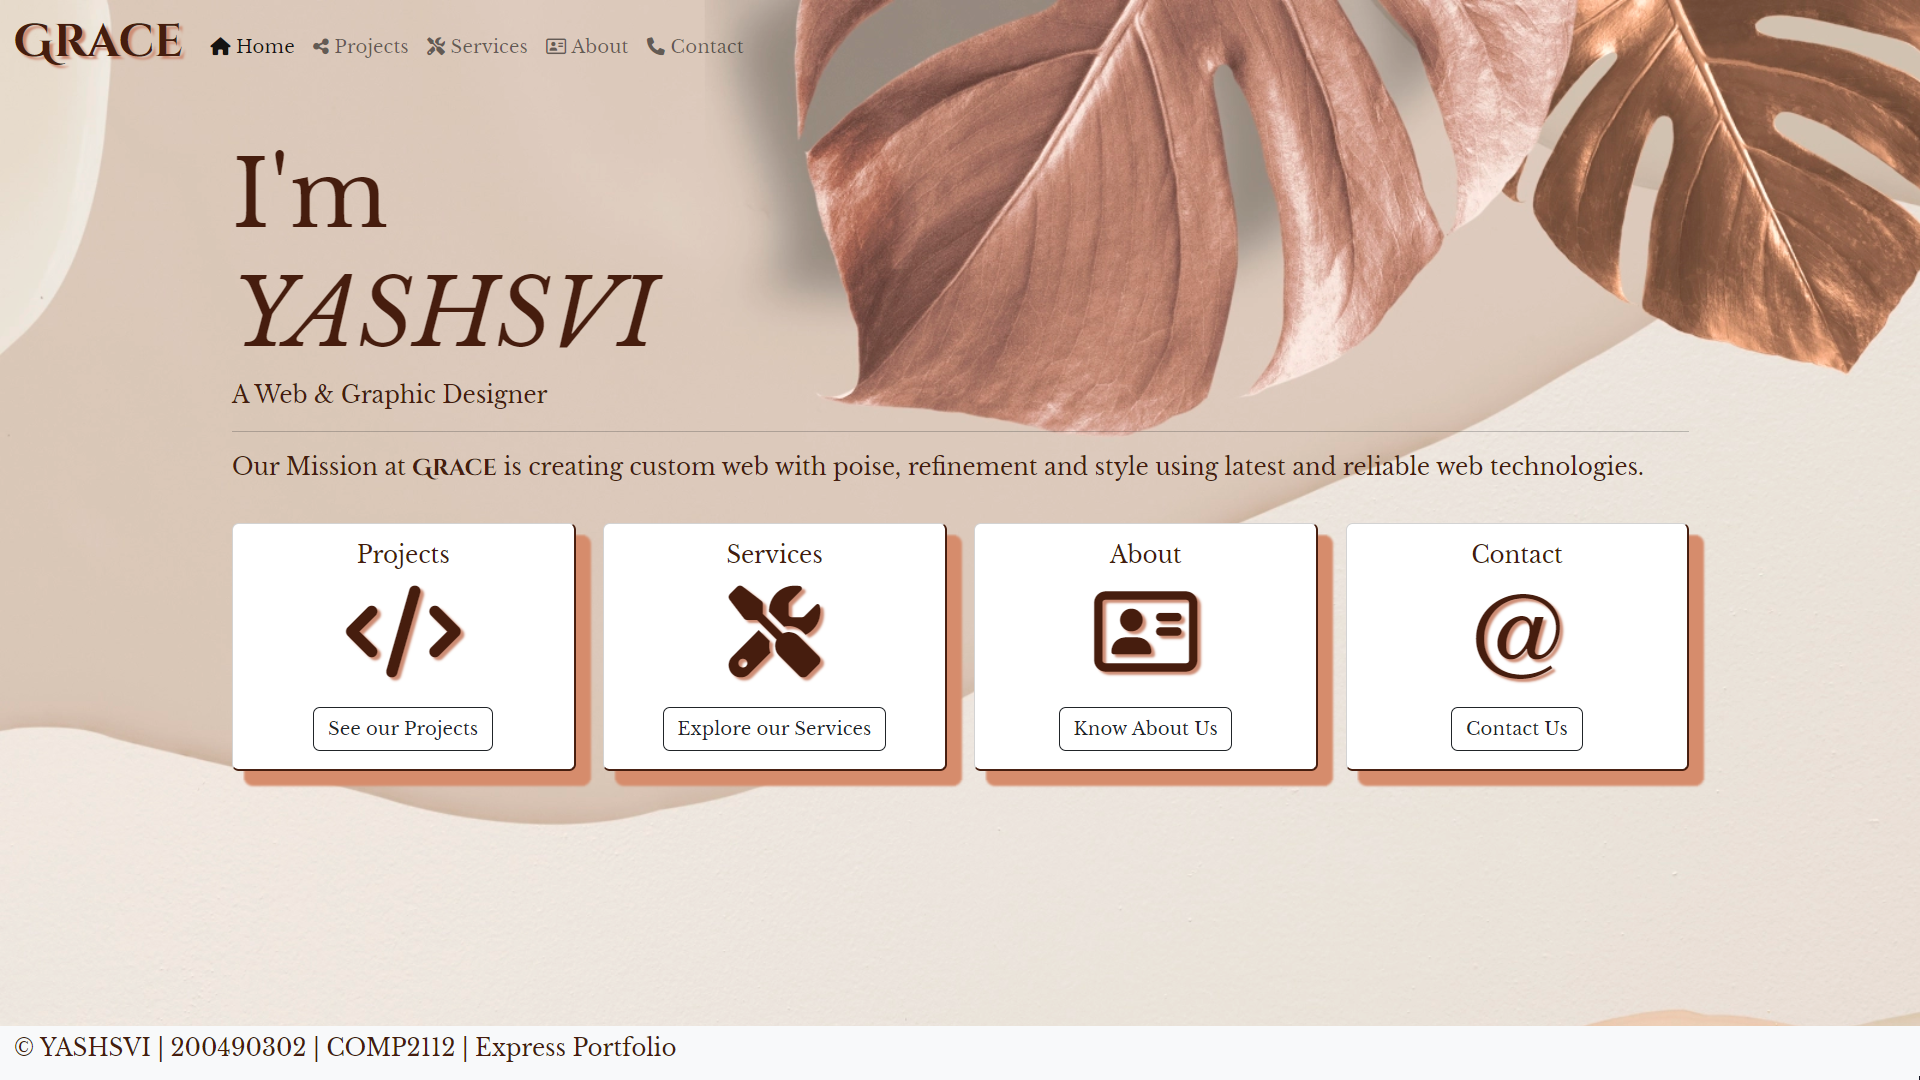 GRACE
Home Projects Services About Contact
I'm
YASHSVI
A Web & Graphic Designer
Our Mission at GRACE is creating custom web with poise, refinement and style using latest and reliable web technologies.
Projects
See our Projects
Services
Explore our Services
About
Know About Us
Contact
@
Contact Us
© YASHSVI | 200490302 | COMP2112 | Express Portfolio